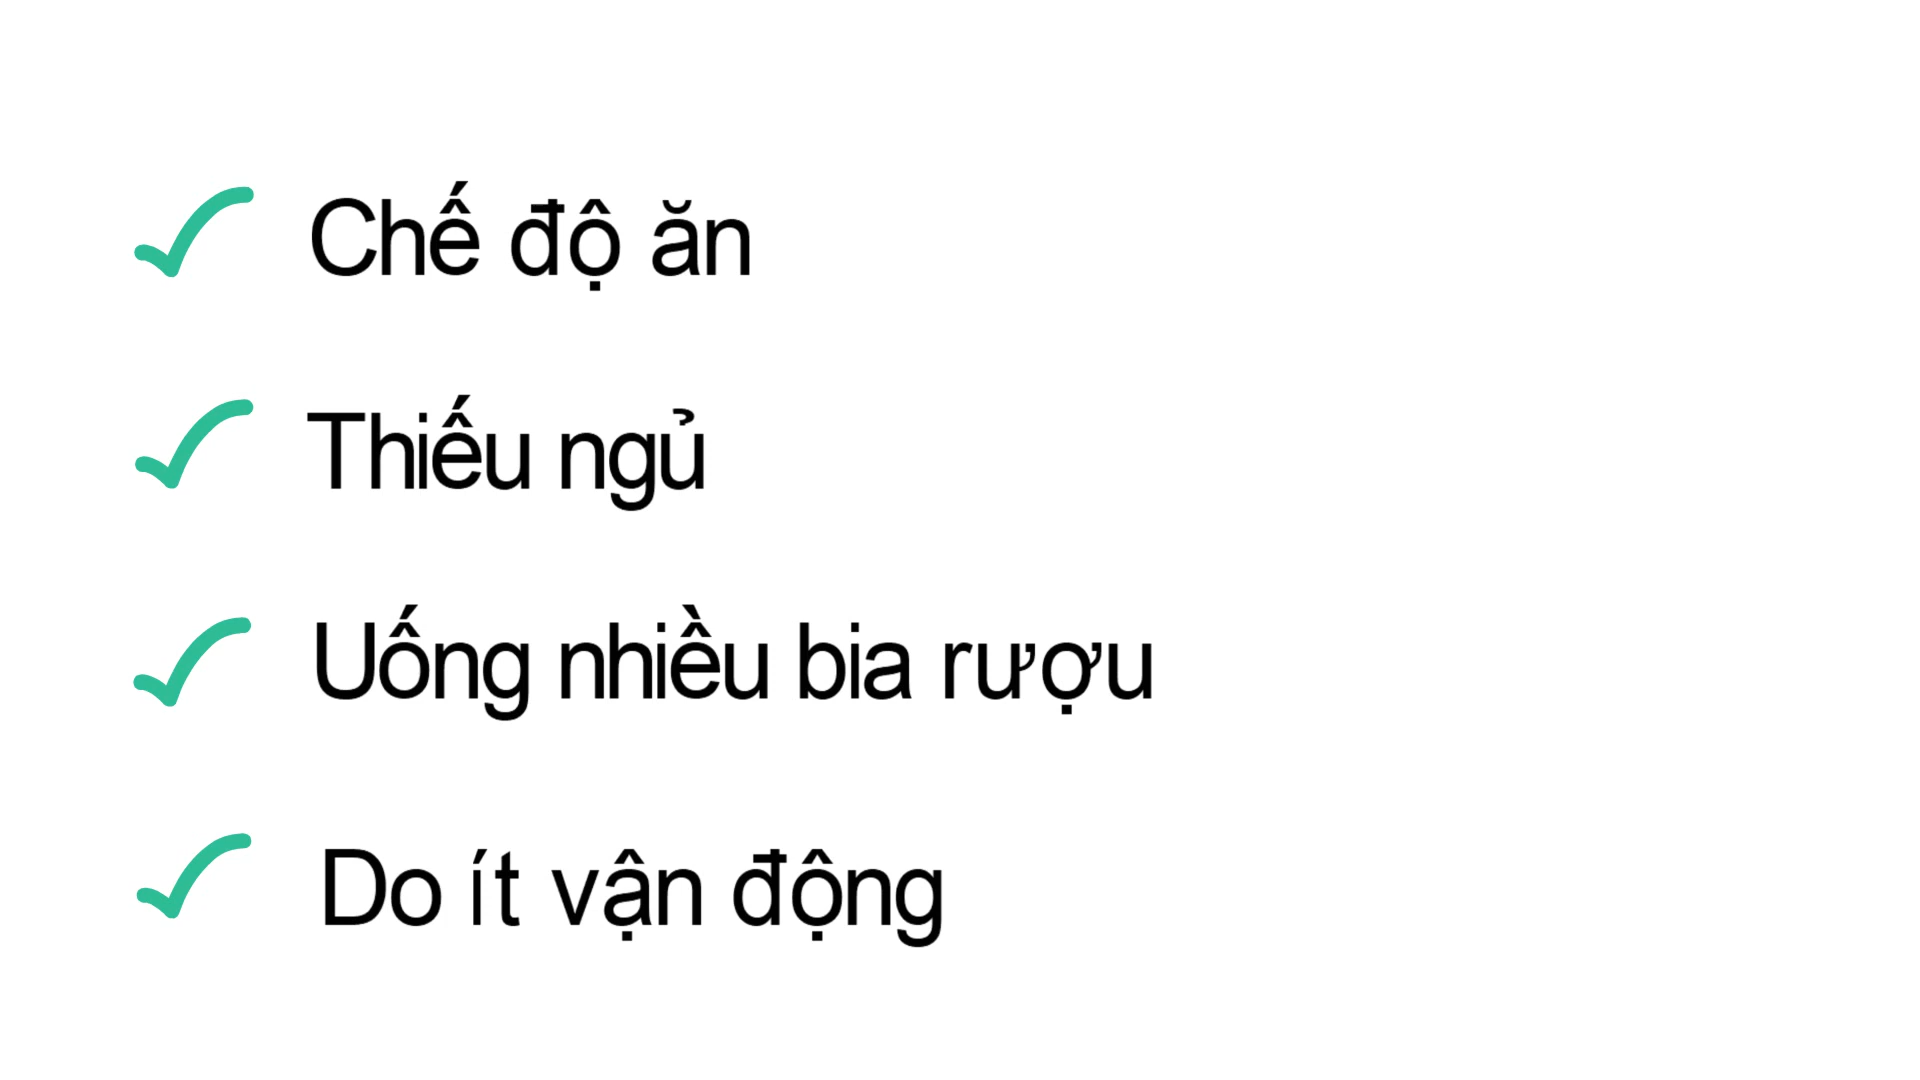 Chế độ ăn
Thiếu ngủ
Uống nhiều bia rượu
Do ít vận động